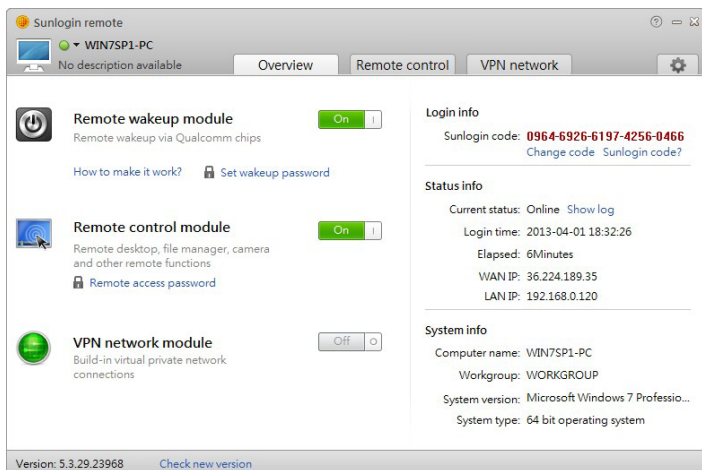 Sunlogin remote
WIN7SP1-PC
No description available
Overview
Remote control
VPN network
Remote wakeup module
On
Remote wakeup via Qualcomm chips
How to make it work?
Set wakeup password
Remote control module
On
Remote desktop, file manager, camera
and other remote functions
Remote access password
VPN network module
Off
Build-in virtual private network
connections
Login info
Sunlogin code: 0964-6926-6197-4256-0466
Change code Sunlogin code?
Status info
Current status: Online Show log
Login time: 2013-04-01 18:32:26
Elapsed: 6Minutes
WAN IP: 36.224.189.35
LAN IP: 192.168.0.120
System info
Computer name: WIN7SP1-PC
Workgroup: WORKGROUP
System version: Microsoft Windows 7 Professio...
System type: 64 bit operating system
Version: 5.3.29.23968
Check new version